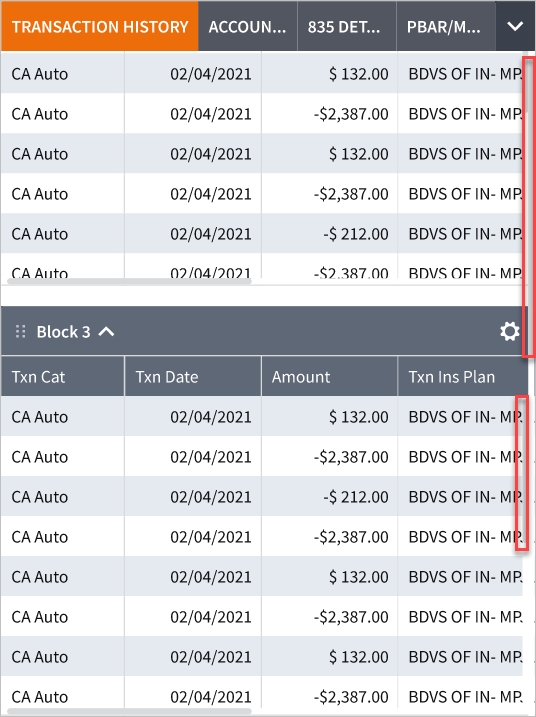 TRANSACTION HISTORY ACCOUN... 835 DET... PBAR/M...
CA Auto 02/04/2021 $ 132.00 BDVS OF IN- MP.
CA Auto 02/04/2021 -$2,387.00 BDVS OF IN- MP.
CA Auto 02/04/2021 $ 132.00 BDVS OF IN- MP.
CA Auto 02/04/2021 -$2,387.00 BDVS OF IN- MP.
CA Auto 02/04/2021 -$ 212.00 BDVS OF IN- MP.
CA Auto 02/04/2021 -$2,387.00 BDVS OF IN- MP.
Block 3
Txn Cat Txn Date Amount Txn Ins Plan
CA Auto 02/04/2021 $ 132.00 BDVS OF IN- MP.
CA Auto 02/04/2021 -$2,387.00 BDVS OF IN- MP.
CA Auto 02/04/2021 -$ 212.00 BDVS OF IN- MP.
CA Auto 02/04/2021 -$2,387.00 BDVS OF IN- MP.
CA Auto 02/04/2021 $ 132.00 BDVS OF IN- MP.
CA Auto 02/04/2021 -$2,387.00 BDVS OF IN- MP.
CA Auto 02/04/2021 $ 132.00 BDVS OF IN- MP.
CA Auto 02/04/2021 -$2,387.00 BDVS OF IN- MP.